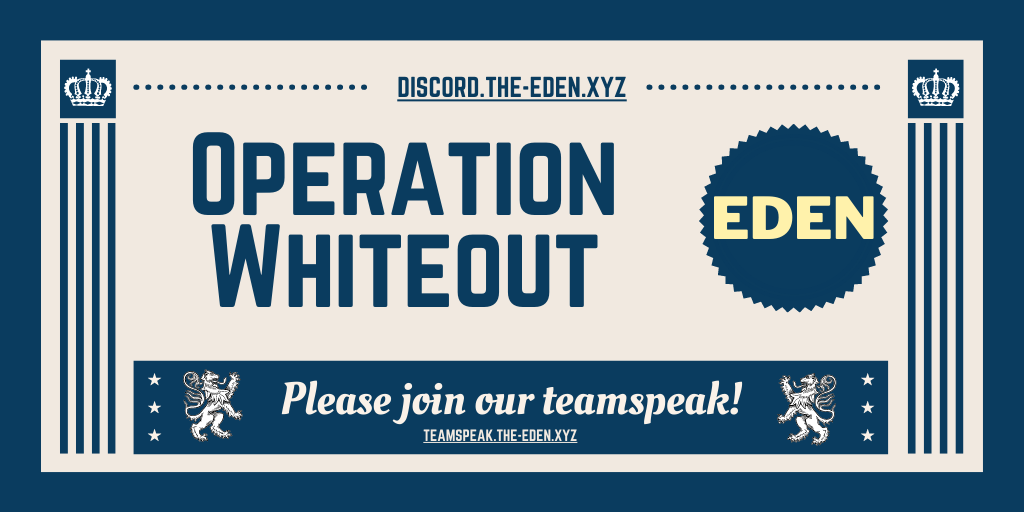 DISCORD.THE-EDEN.XYZ
OPERATION
WHITEOUT
EDEN
Please join our teamspeak!
TEAMSPEAK.THE-EDEN.XYZ